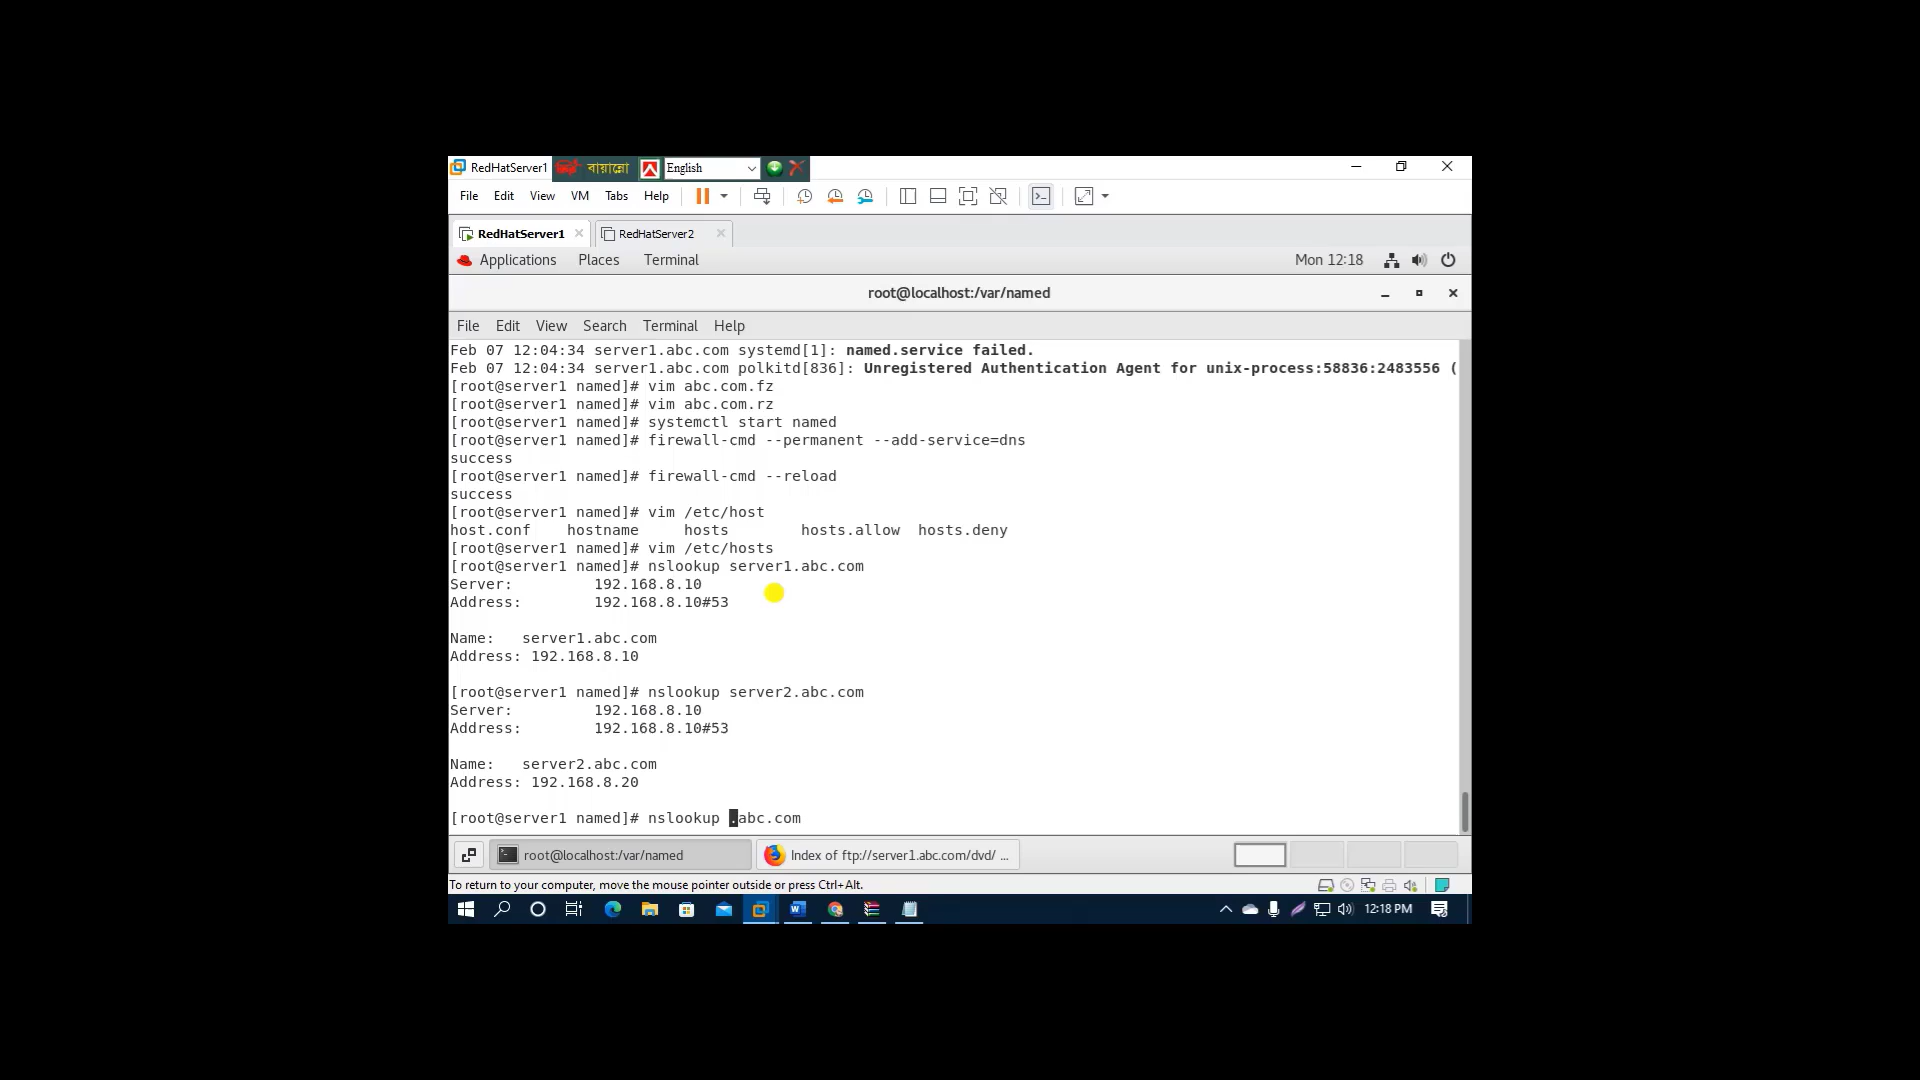 RedHatServer1 বায়ান্নো English
File Edit View VM Tabs Help
RedHatServer1 RedHatServer2
Applications Places Terminal Mon 12:18
root@localhost:/var/named
File Edit View Search Terminal Help
Feb 07 12:04:34 server1.abc.com systemd[1]: named.service failed.
Feb 07 12:04:34 server1.abc.com polkitd[836]: Unregistered Authentication Agent for unix-process:58836:2483556 (
[root@server1 named]# vim abc.com.fz
[root@server1 named]# vim abc.com.rz
[root@server1 named]# systemctl start named
[root@server1 named]# firewall-cmd --permanent --add-service=dns
success
[root@server1 named]# firewall-cmd --reload
success
[root@server1 named]# vim /etc/host
host.conf hostname hosts hosts.allow hosts.deny
[root@server1 named]# vim /etc/hosts
[root@server1 named]# nslookup server1.abc.com
Server: 192.168.8.10
Address: 192.168.8.10#53
Name: server1.abc.com
Address: 192.168.8.10
[root@server1 named]# nslookup server2.abc.com
Server: 192.168.8.10
Address: 192.168.8.10#53
Name: server2.abc.com
Address: 192.168.8.20
[root@server1 named]# nslookup .abc.com
root@localhost:/var/named Index of ftp://server1.abc.com/dvd/ ...
To return to your computer, move the mouse pointer outside or press Ctrl+Alt.
12:18 PM